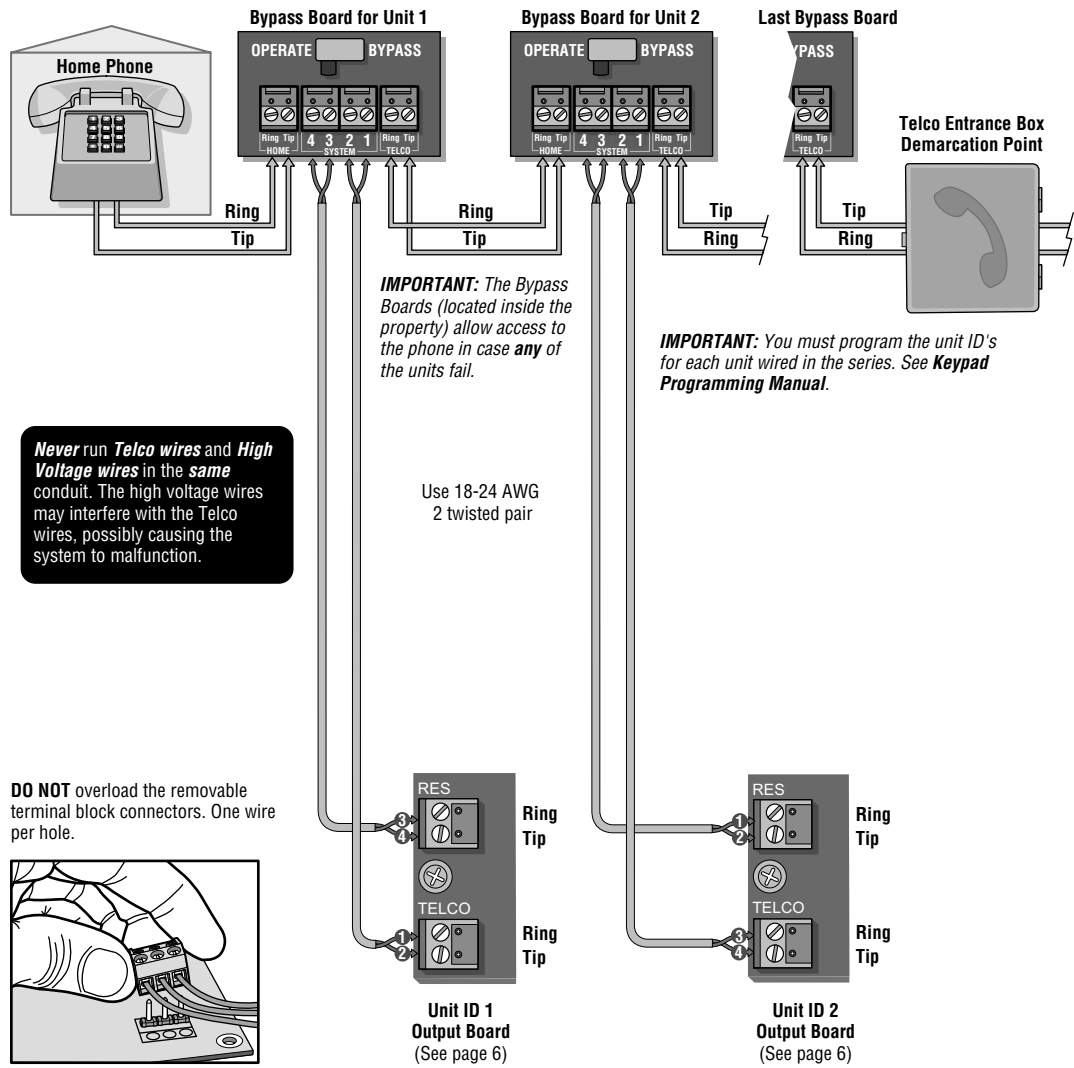 Bypass Board for Unit 1
Bypass Board for Unit 2
Last Bypass Board
OPERATE
BYPASS
OPERATE
BYPASS
YPASS
Home Phone
Telco Entrance Box
Demarcation Point
Ring Tip
HOME
4 3 2 1
SYSTEM
Ring Tip
TELCO
Ring Tip
HOME
4 3 2 1
SYSTEM
Ring Tip
TELCO
Ring Tip
TELCO
Ring
Tip
Ring
Tip
Tip
Ring
Tip
Ring
IMPORTANT: The Bypass
Boards (located inside the
property) allow access to
the phone in case any of
the units fail.
IMPORTANT: You must program the unit ID's
for each unit wired in the series. See Keypad
Programming Manual.
Never run Telco wires and High
Voltage wires in the same
conduit. The high voltage wires
may interfere with the Telco
wires, possibly causing the
system to malfunction.
Use 18-24 AWG
2 twisted pair
DO NOT overload the removable
terminal block connectors. One wire
per hole.
RES
3
4
Ring
Tip
TELCO
1
2
Ring
Tip
Unit ID 1
Output Board
(See page 6)
RES
1
2
Ring
Tip
TELCO
3
4
Ring
Tip
Unit ID 2
Output Board
(See page 6)